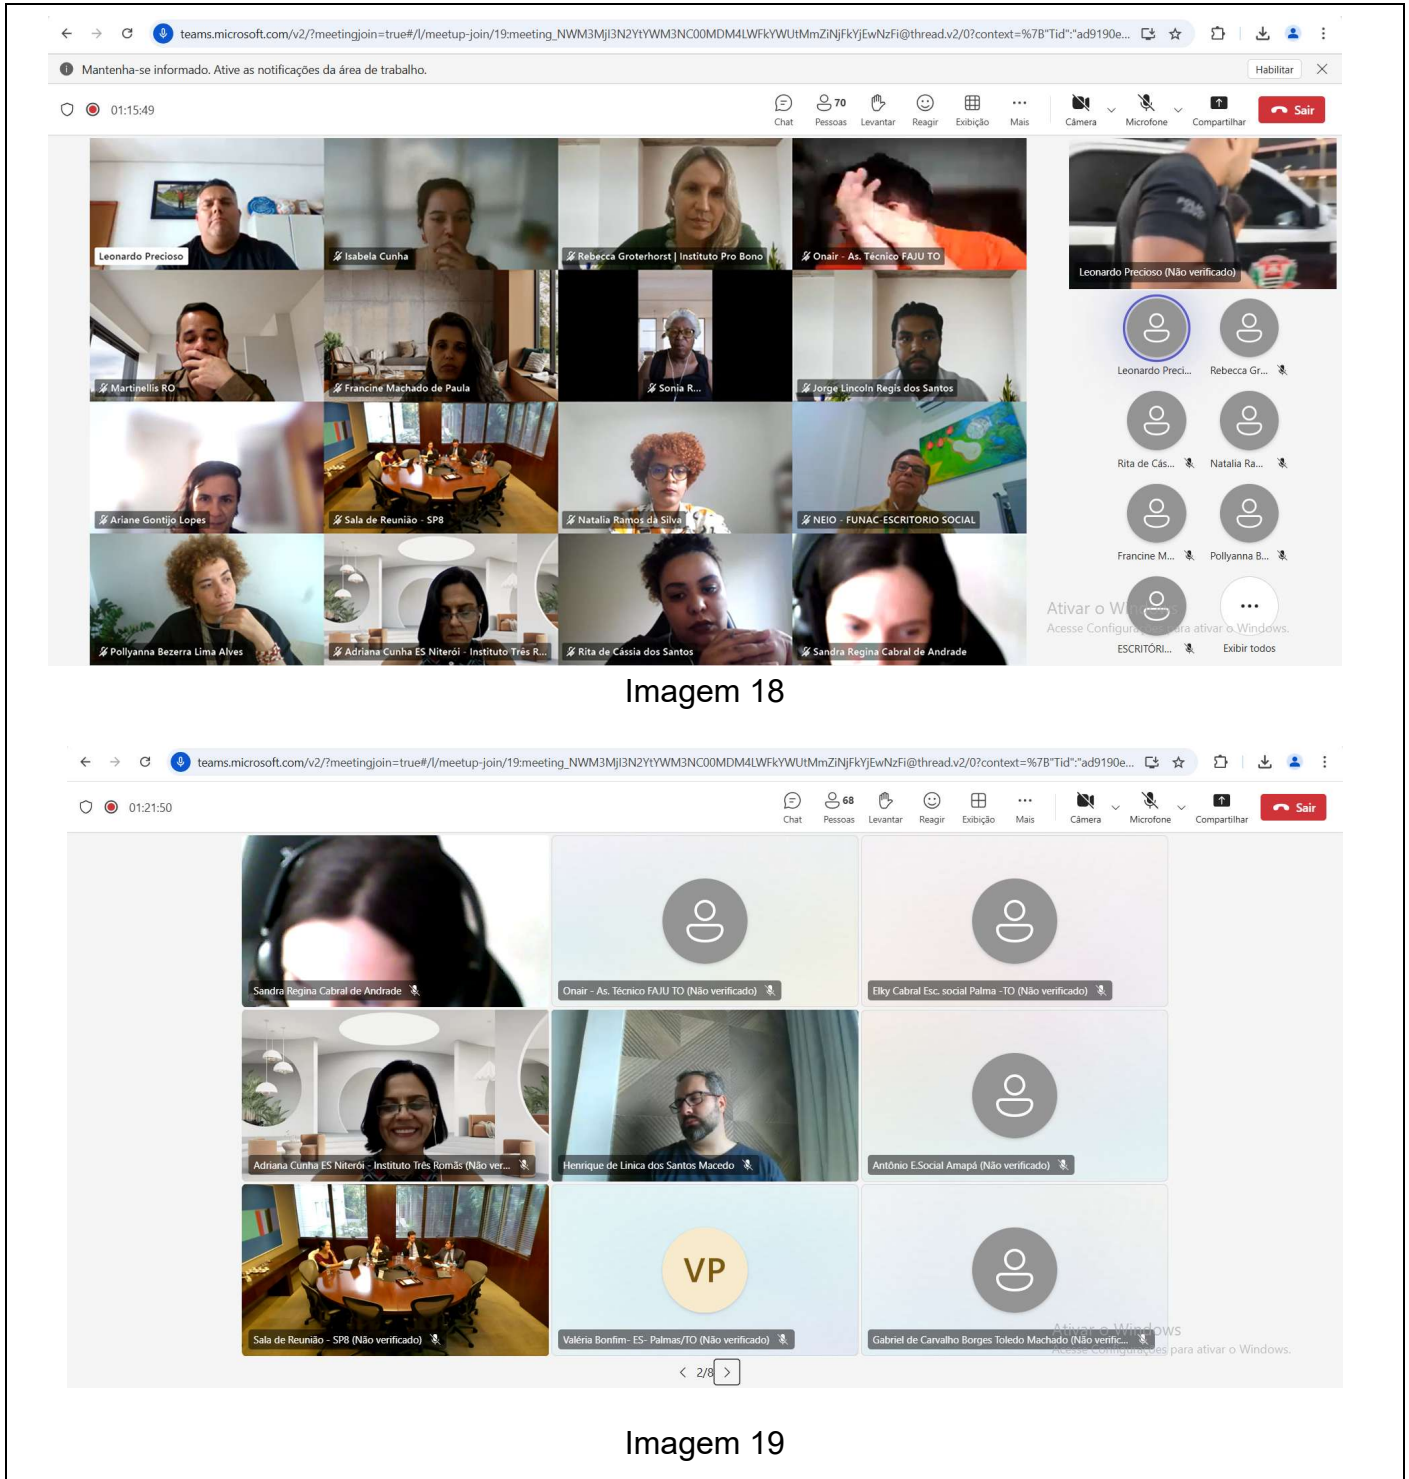 teams.microsoft.com/v2/?meetingjoin=true#/l/meetup-join/19:meeting_NWM3MjI3N2YtYWM3NC00MDM4LWFkYWUtMmZiNjFkYjEwNzFi@thread.v2/0?context=%7B"Tid":"ad9190e...
Mantenha-se informado. Ative as notificações da área de trabalho.
Habilitar
01:15:49
70
Chat Pessoas Levantar Reagir Exibição Mais Câmera Microfone Compartilhar Sair
Leonardo Precioso
Isabela Cunha
Rebecca Groterhorst | Instituto Pro Bono
Onair - As. Técnico FAJU TO
Leonardo Precioso (Não verificado)
Martinellis RO
Francine Machado de Paula
Sonia R...
Jorge Lincoln Regis dos Santos
Leonardo Preci... Rebecca Gr...
Ariane Gontijo Lopes
Sala de Reunião - SP8
Natalia Ramos da Silva
NEIO - FUNAC-ESCRITORIO SOCIAL
Rita de Cás... Natalia Ra...
Francine M... Pollyanna B...
Pollyanna Bezerra Lima Alves
Adriana Cunha ES Niterói - Instituto Três R...
Rita de Cássia dos Santos
Sandra Regina Cabral de Andrade
ESCRITÓRI... Exibir todos
Ativar o Windows
Acesse Configurações para ativar o Windows.
Imagem 18
teams.microsoft.com/v2/?meetingjoin=true#/l/meetup-join/19:meeting_NWM3MjI3N2YtYWM3NC00MDM4LWFkYWUtMmZiNjFkYjEwNzFi@thread.v2/0?context=%7B"Tid":"ad9190e...
01:21:50
68
Chat Pessoas Levantar Reagir Exibição Mais Câmera Microfone Compartilhar Sair
Sandra Regina Cabral de Andrade
Onair - As. Técnico FAJU TO (Não verificado)
Elky Cabral Esc. social Palma -TO (Não verificado)
Adriana Cunha ES Niterói - Instituto Três Romãs (Não ver...
Henrique de Linica dos Santos Macedo
Antônio E.Social Amapá (Não verificado)
VP
Sala de Reunião - SP8 (Não verificado)
Valéria Bonfim- ES- Palmas/TO (Não verificado)
Gabriel de Carvalho Borges Toledo Machado (Não verific...
Ativar o Windows
Acesse Configurações para ativar o Windows.
2/8
Imagem 19